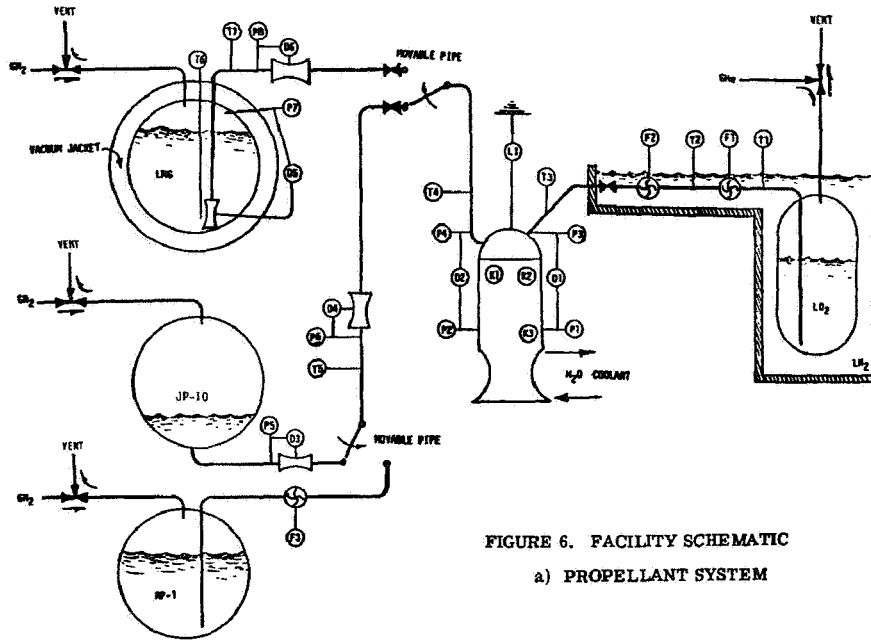 VENT
GN₂
T6
T7
P8
D6
MOVABLE PIPE
P7
VACUUM JACKET
LNG
D5
VENT
GN₂
JP-10
D4
P6
T5
P5
D3
MOVABLE PIPE
VENT
GN₂
F3
RP-1
L1
T4
T3
P4
P3
D2
K1
K2
D1
P2
K3
P1
H₂O COOLANT
VENT
F2
T2
F1
T1
LO₂
LN₂
FIGURE 6. FACILITY SCHEMATIC
a) PROPELLANT SYSTEM